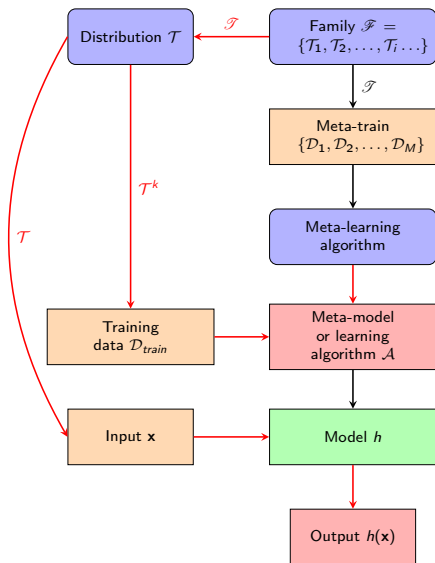 Distribution 𝒯
𝒯
Family ℱ =
{𝒯₁, 𝒯₂, . . . , 𝒯ᵢ . . .}
𝒯
Meta-train
{𝒟₁, 𝒟₂, . . . , 𝒟_M}
𝒯ᵏ
𝒯
Meta-learning
algorithm
Training
data 𝒟_train
Meta-model
or learning
algorithm 𝒜
Input x
Model h
Output h(x)